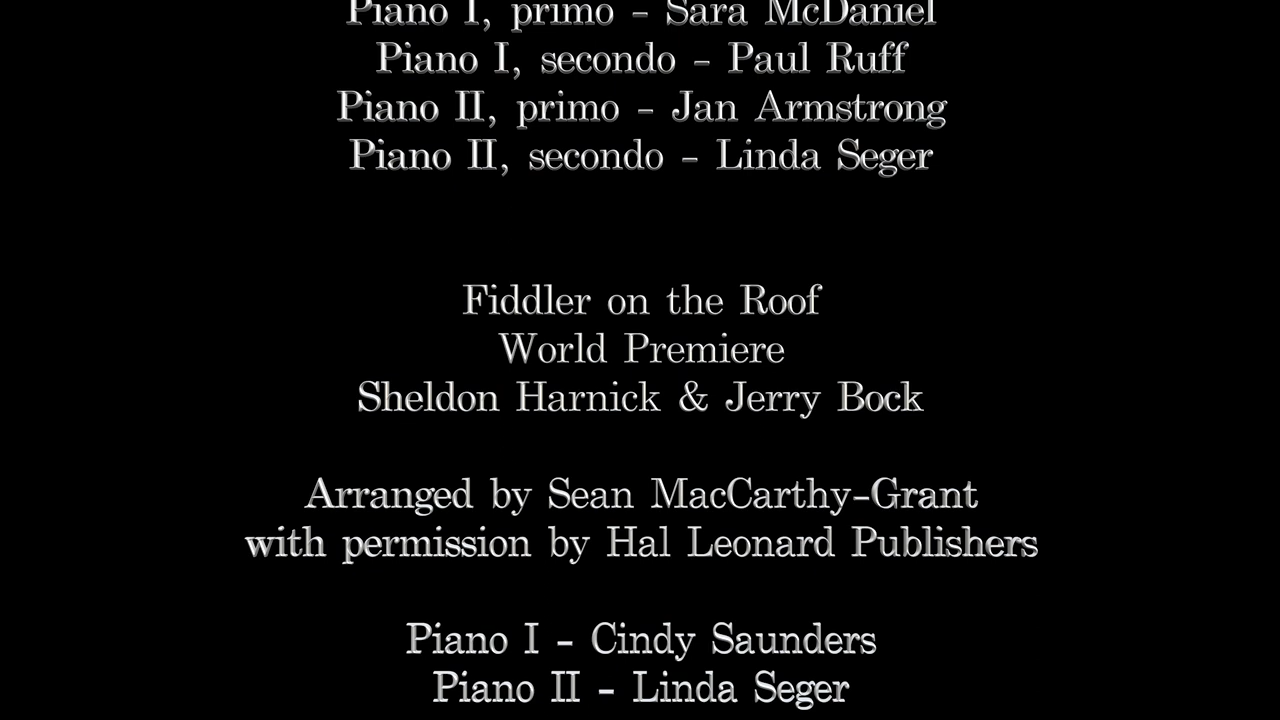 Piano I, primo - Sara McDaniel
Piano I, secondo - Paul Ruff
Piano II, primo - Jan Armstrong
Piano II, secondo - Linda Seger
Fiddler on the Roof
World Premiere
Sheldon Harnick & Jerry Bock
Arranged by Sean MacCarthy-Grant
with permission by Hal Leonard Publishers
Piano I - Cindy Saunders
Piano II - Linda Seger